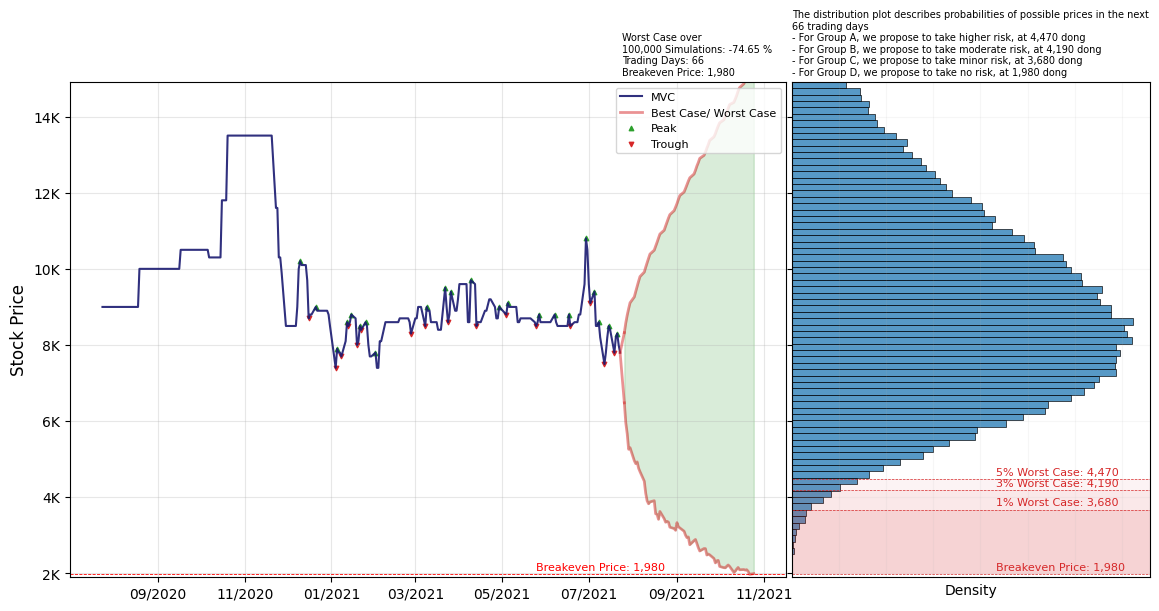 The distribution plot describes probabilities of possible prices in the next
66 trading days
- For Group A, we propose to take higher risk, at 4,470 dong
- For Group B, we propose to take moderate risk, at 4,190 dong
- For Group C, we propose to take minor risk, at 3,680 dong
- For Group D, we propose to take no risk, at 1,980 dong
Worst Case over
100,000 Simulations: -74.65 %
Trading Days: 66
Breakeven Price: 1,980
MVC
Best Case/ Worst Case
Peak
Trough
Stock Price
14K
12K
10K
8K
6K
4K
2K
Breakeven Price: 1,980
09/2020
11/2020
01/2021
03/2021
05/2021
07/2021
09/2021
11/2021
5% Worst Case: 4,470
3% Worst Case: 4,190
1% Worst Case: 3,680
Breakeven Price: 1,980
Density